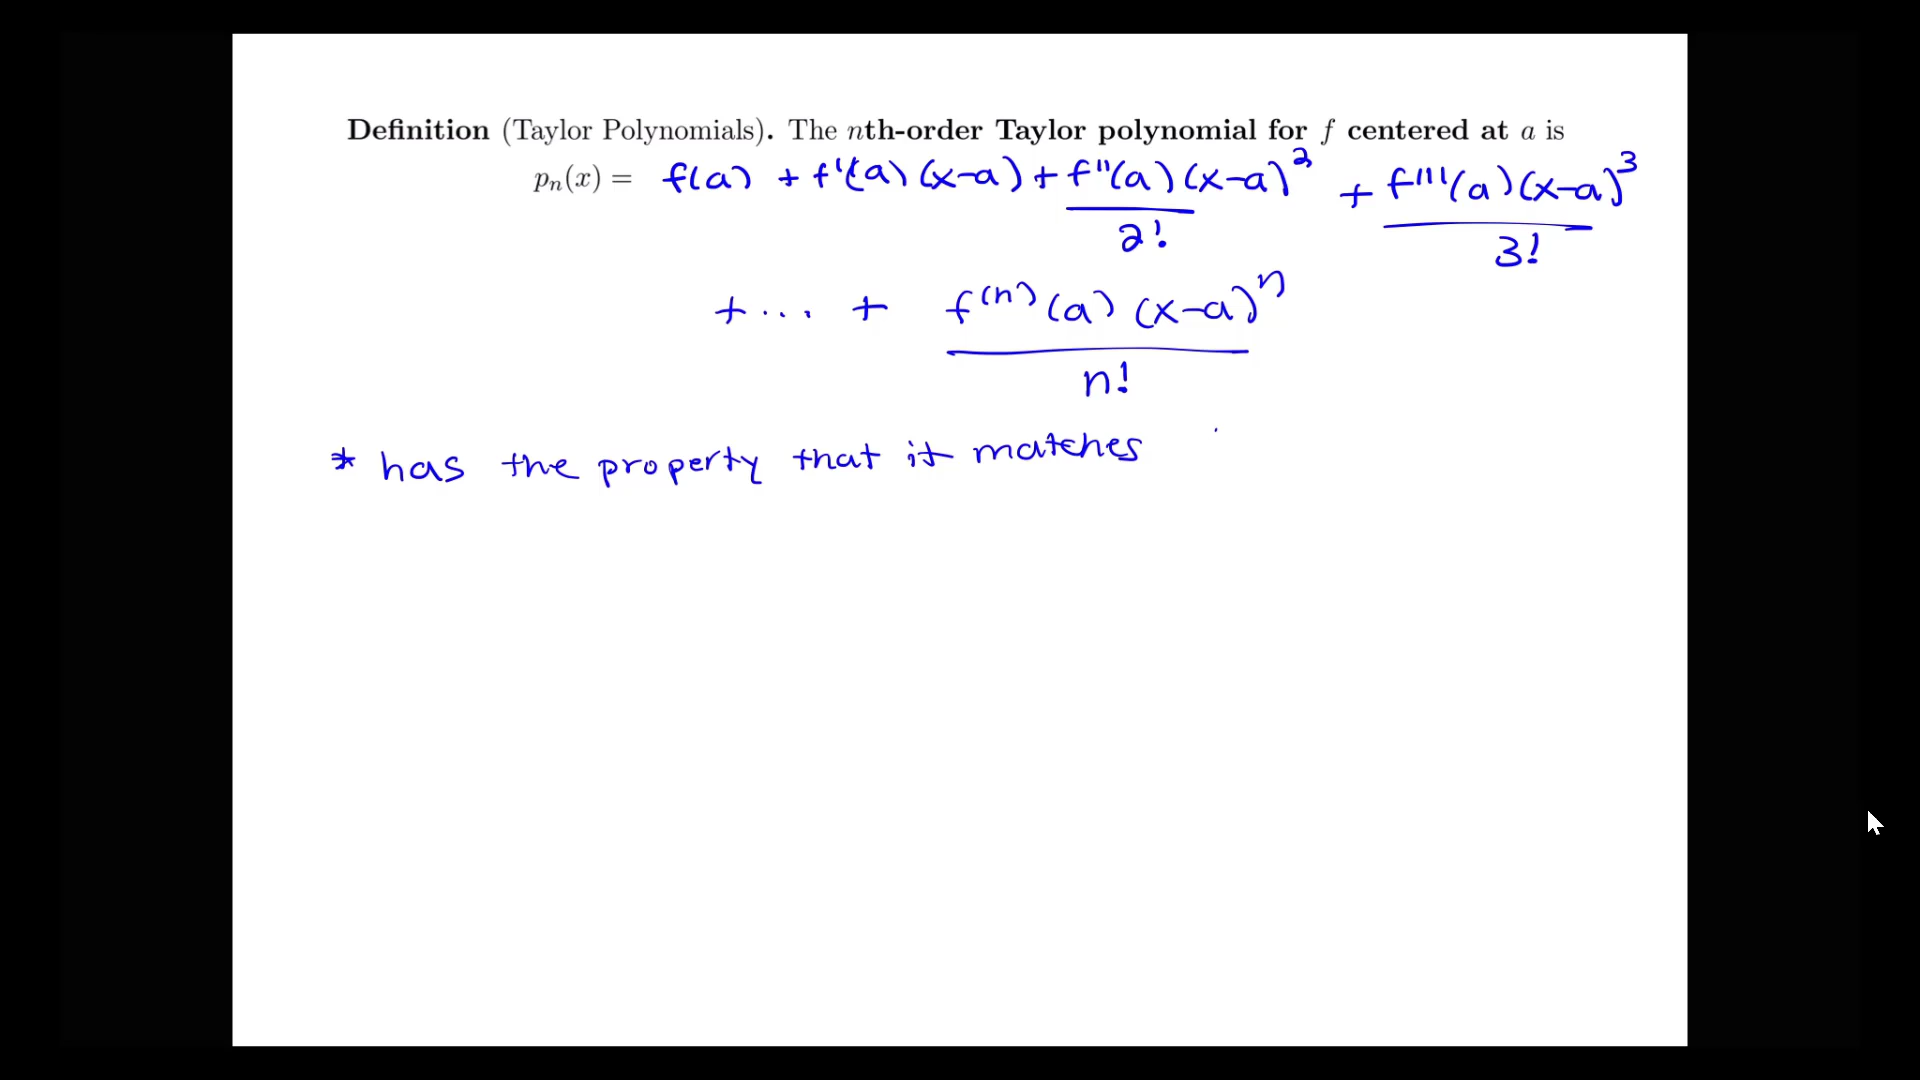 Definition (Taylor Polynomials). The nth-order Taylor polynomial for f centered at a is
pₙ(x) = f(a) + f'(a)(x-a) + f''(a)(x-a)²/2! + f'''(a)(x-a)³/3!
+ ... + f⁽ⁿ⁾(a)(x-a)ⁿ/n!
* has the property that it matches